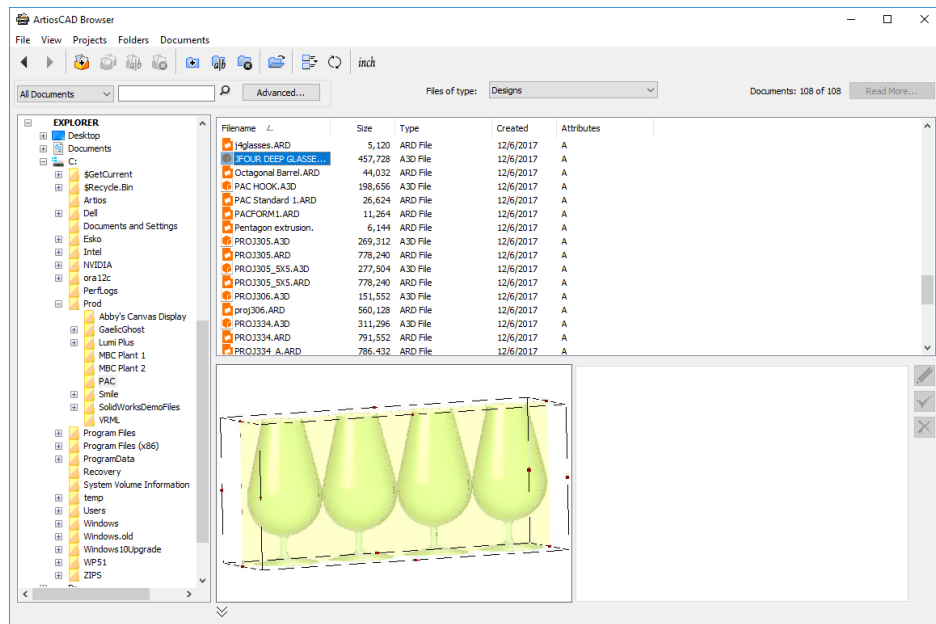 ArtiosCAD Browser
File View Projects Folders Documents
inch
All Documents Advanced... Files of type: Designs Documents: 108 of 108 Read More...
EXPLORER
Desktop
Documents
C:
$GetCurrent
$Recycle.Bin
Artios
Dell
Documents and Settings
Esko
Intel
NVIDIA
ora12c
PerfLogs
Prod
Abby's Canvas Display
GaelicGhost
Lumi Plus
MBC Plant 1
MBC Plant 2
PAC
Smile
SolidWorksDemoFiles
VRML
Program Files
Program Files (x86)
ProgramData
Recovery
System Volume Information
temp
Users
Windows
Windows.old
Windows10Upgrade
WP51
ZIPS
Filename Size Type Created Attributes
j4glasses.ARD 5,120 ARD File 12/6/2017 A
JFOUR DEEP GLASSE... 457,728 A3D File 12/6/2017 A
Octagonal Barrel.ARD 44,032 ARD File 12/6/2017 A
PAC HOOK.A3D 198,656 A3D File 12/6/2017 A
PAC Standard 1.ARD 26,624 ARD File 12/6/2017 A
PACFORM1.ARD 11,264 ARD File 12/6/2017 A
Pentagon extrusion. 6,144 ARD File 12/6/2017 A
PROJ305.A3D 269,312 A3D File 12/6/2017 A
PROJ305.ARD 778,240 ARD File 12/6/2017 A
PROJ305_5X5.A3D 277,504 A3D File 12/6/2017 A
PROJ305_5X5.ARD 778,240 ARD File 12/6/2017 A
PROJ306.A3D 151,552 A3D File 12/6/2017 A
proj306.ARD 560,128 ARD File 12/6/2017 A
PROJ334.A3D 311,296 A3D File 12/6/2017 A
PROJ334.ARD 791,552 ARD File 12/6/2017 A
PROJ334_A.ARD 786,432 ARD File 12/6/2017 A